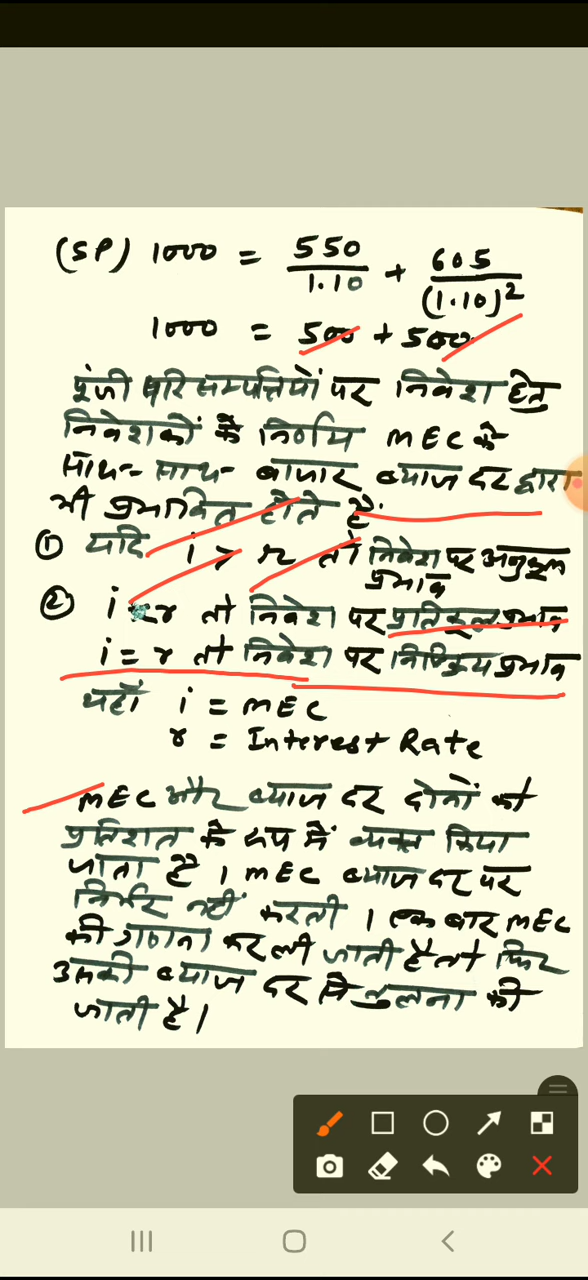 (SP) 1000 = 550/1.10 + 605/(1.10)²
1000 = 500 + 500
पूंजी परिसम्पत्तियों पर निवेश हेतु
निवेशकों के निर्णय MEC के
साथ-साथ बाजार ब्याज दर द्वारा
भी प्रभावित होते है
① यदि i > r तो निवेश पर अनुकूल प्रभाव
② i < r तो निवेश पर प्रतिकूल प्रभाव
i = r तो निवेश पर निष्क्रिय प्रभाव
यहाँ i = MEC
r = Interest Rate
MEC और ब्याज दर दोनों को
प्रतिशत के रूप में व्यक्त किया
जाता है । MEC ब्याज दर पर
निर्भर नहीं करती । एक बार MEC
की गणना कर ली जाती है तो फिर
उसकी ब्याज दर से तुलना की
जाती है ।